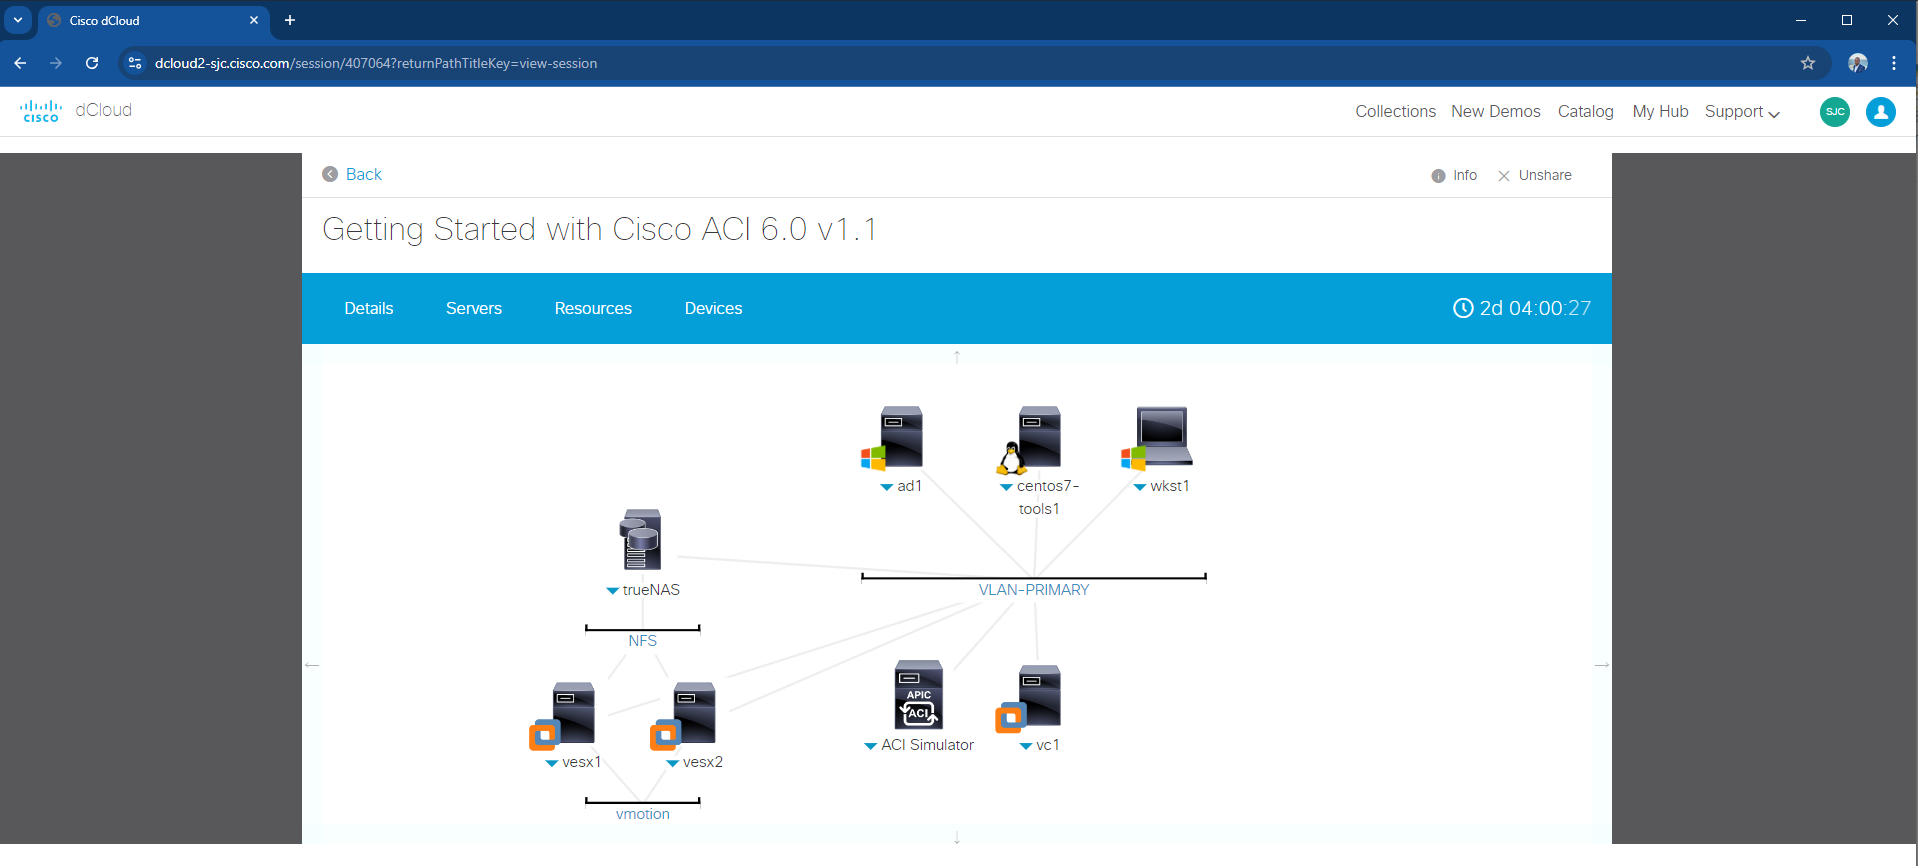 Cisco dCloud
dcloud2-sjc.cisco.com/session/407064?returnPathTitleKey=view-session
CISCO dCloud
Collections New Demos Catalog My Hub Support SJC
Back
Info Unshare
Getting Started with Cisco ACI 6.0 v1.1
Details Servers Resources Devices 2d 04:00:27
ad1
centos7-
tools1
wkst1
trueNAS
VLAN-PRIMARY
NFS
APIC
ACI
vesx1
vesx2
ACI Simulator
vc1
vmotion